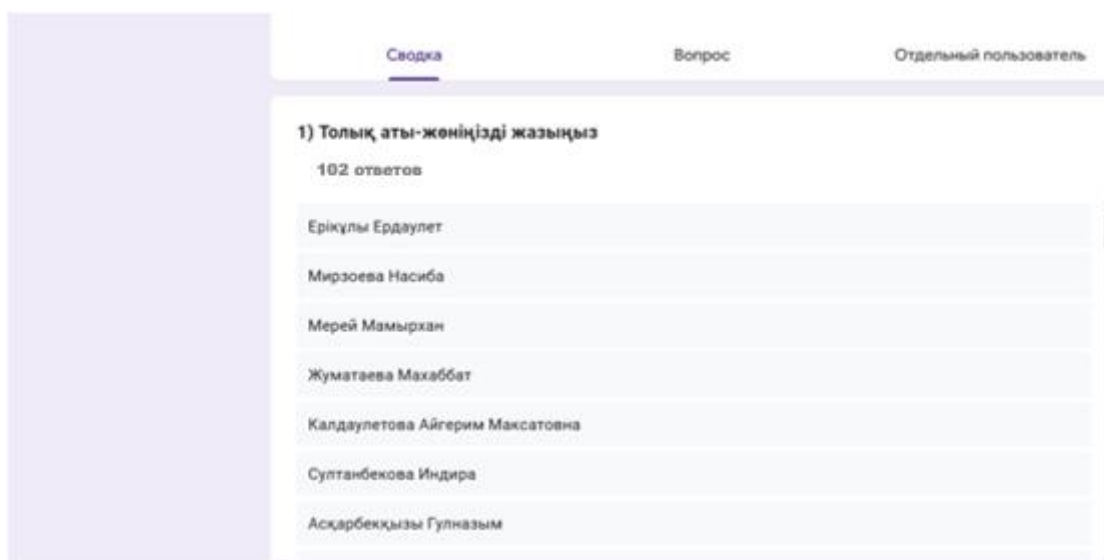 Сводка Вопрос Отдельный пользователь
1) Толық аты-жөніңізді жазыңыз
102 ответов
Ерікұлы Ердаулет
Мирзоева Насиба
Мерей Мамырхан
Жуматаева Махаббат
Калдаулетова Айгерим Максатовна
Султанбекова Индира
Асқарбекқызы Гулназым